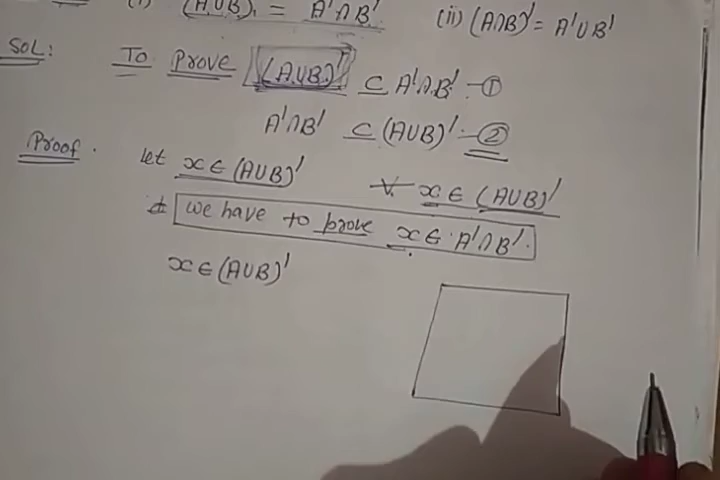 (i) (A∪B)' = A'∩B' (ii) (A∩B)' = A'∪B'
SOL: To Prove (A∪B)' ⊂ A'∩B' -①
A'∩B' ⊂ (A∪B)' -②
Proof. let x∈(A∪B)' ∀ x∈(A∪B)'
we have to prove x∈ A'∩B'.
x∈(A∪B)'